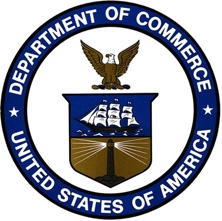 DEPARTMENT OF COMMERCE
UNITED STATES OF AMERICA